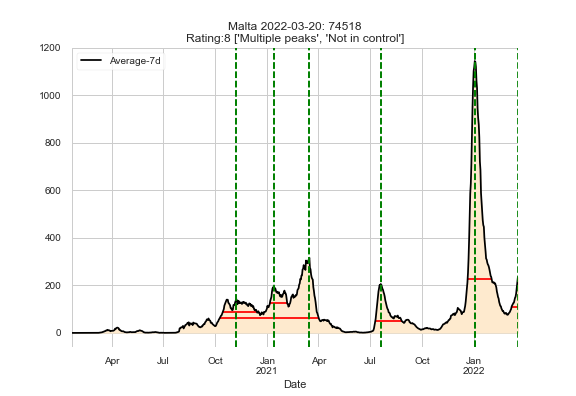 Malta 2022-03-20: 74518
Rating:8 ['Multiple peaks', 'Not in control']
1200
Average-7d
1000
800
600
400
200
0
Apr Jul Oct Jan Apr Jul Oct Jan
2021 2022
Date